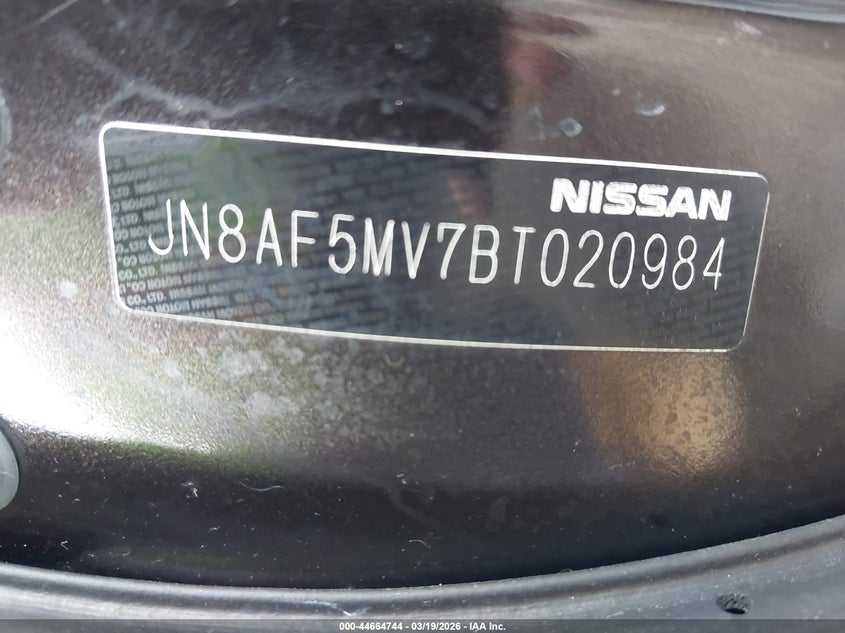 NISSAN
JN8AF5MV7BT020984
000-44664744 — 03/19/2026 — IAA Inc.